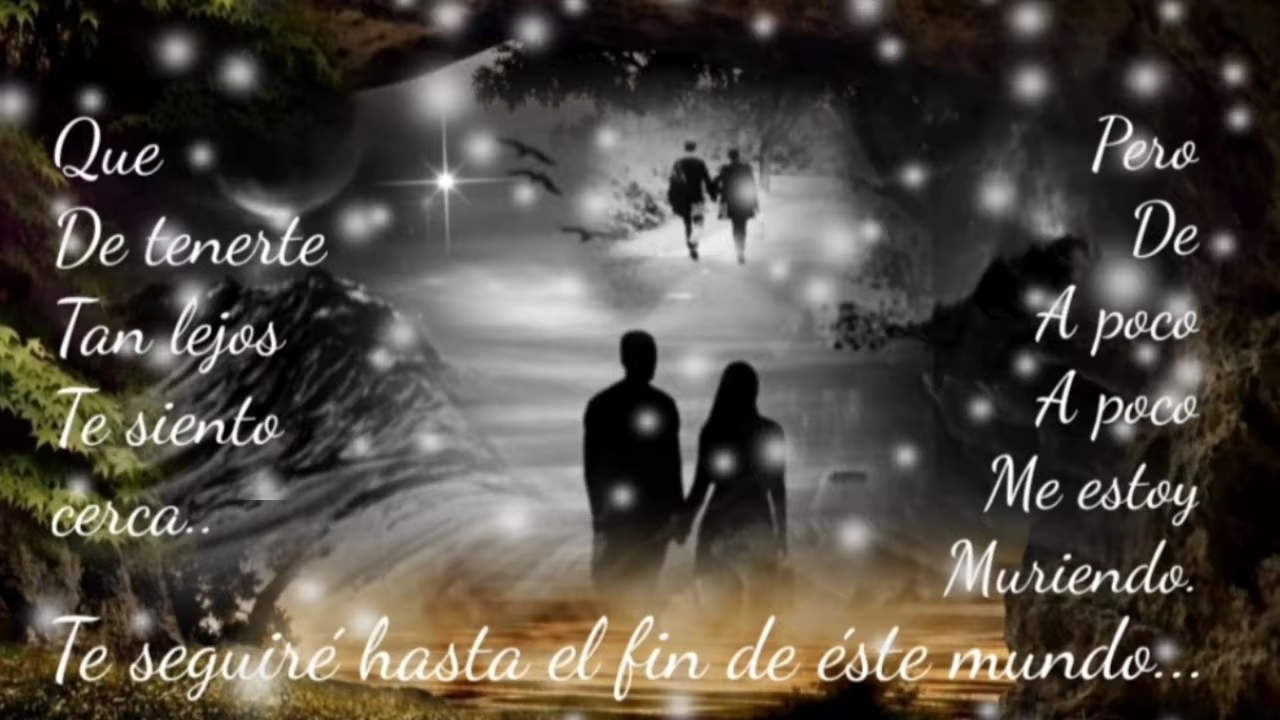 Que
De tenerte
Tan lejos
Te siento
cerca..
Pero
De
A poco
A poco
Me estoy
Muriendo.
Te seguiré hasta el fin de éste mundo...